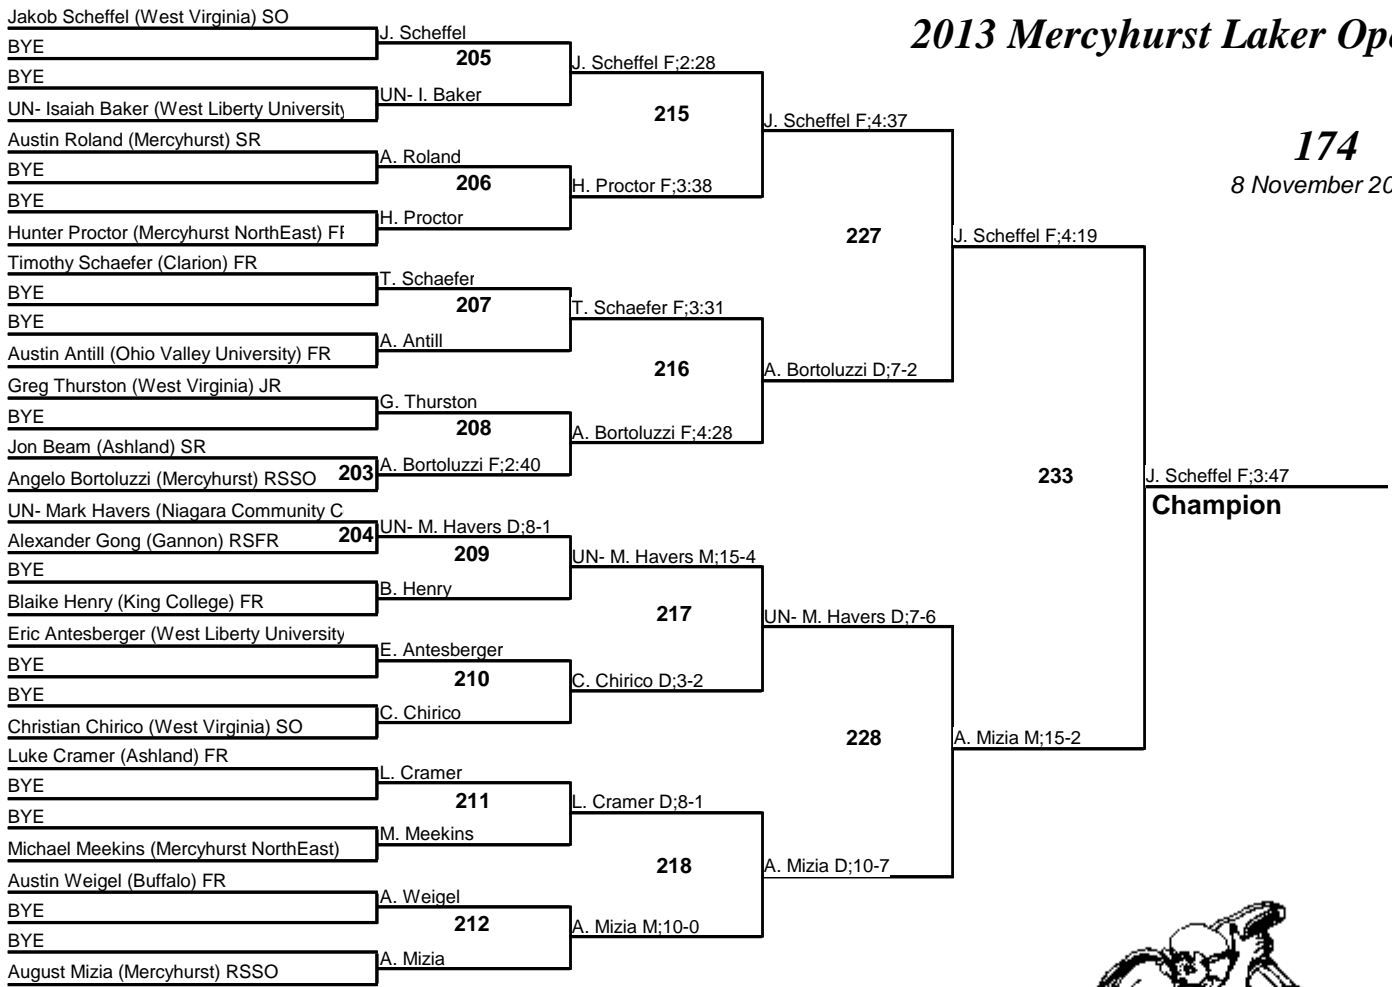 2013 Mercyhurst Laker Op
174
8 November 20
Jakob Scheffel (West Virginia) SO
BYE
BYE
UN- Isaiah Baker (West Liberty University
Austin Roland (Mercyhurst) SR
BYE
BYE
Hunter Proctor (Mercyhurst NorthEast) FR
Timothy Schaefer (Clarion) FR
BYE
BYE
Austin Antill (Ohio Valley University) FR
Greg Thurston (West Virginia) JR
BYE
Jon Beam (Ashland) SR
203
Angelo Bortoluzzi (Mercyhurst) RSSO
UN- Mark Havers (Niagara Community C
204
Alexander Gong (Gannon) RSFR
BYE
Blaike Henry (King College) FR
Eric Antesberger (West Liberty University
BYE
BYE
Christian Chirico (West Virginia) SO
Luke Cramer (Ashland) FR
BYE
BYE
Michael Meekins (Mercyhurst NorthEast)
Austin Weigel (Buffalo) FR
BYE
BYE
August Mizia (Mercyhurst) RSSO
J. Scheffel
205
UN- I. Baker
A. Roland
206
H. Proctor
T. Schaefer
207
A. Antill
G. Thurston
208
A. Bortoluzzi F;2:40
UN- M. Havers D;8-1
209
B. Henry
E. Antesberger
210
C. Chirico
L. Cramer
211
M. Meekins
A. Weigel
212
A. Mizia
J. Scheffel F;2:28
215
H. Proctor F;3:38
T. Schaefer F;3:31
216
A. Bortoluzzi F;4:28
UN- M. Havers M;15-4
217
C. Chirico D;3-2
L. Cramer D;8-1
218
A. Mizia M;10-0
J. Scheffel F;4:37
227
A. Bortoluzzi D;7-2
UN- M. Havers D;7-6
228
A. Mizia D;10-7
J. Scheffel F;4:19
233
A. Mizia M;15-2
J. Scheffel F;3:47
Champion